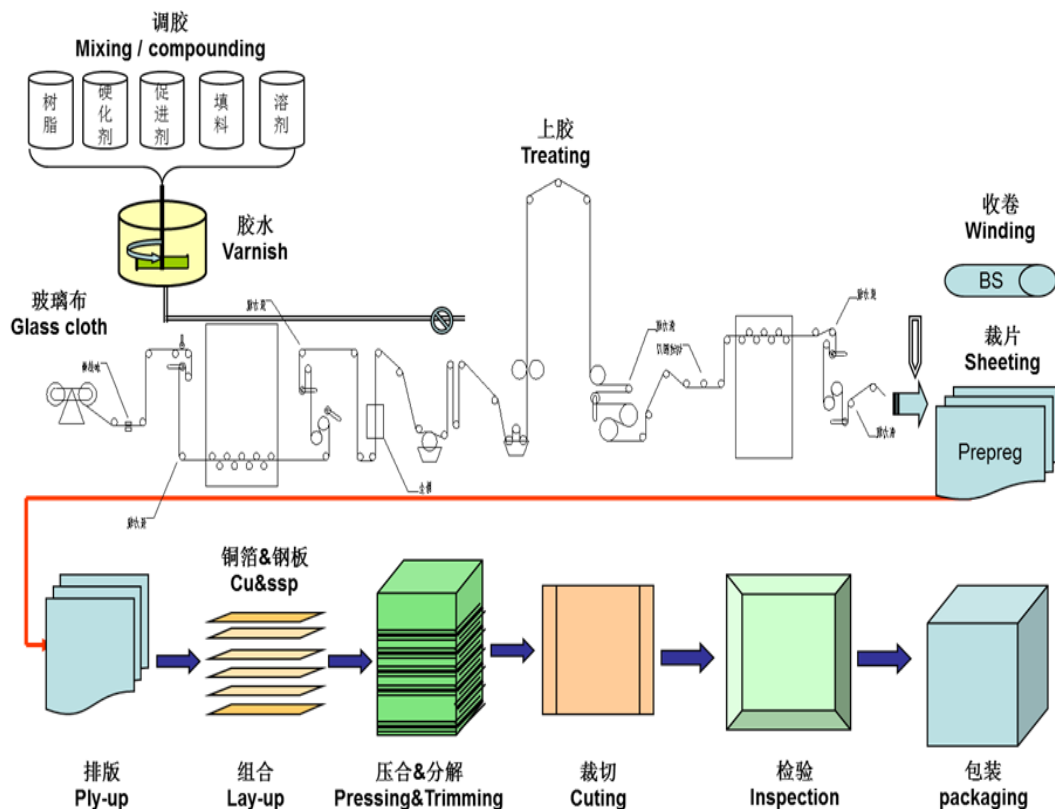 调胶
Mixing / compounding
树脂
硬化剂
促进剂
填料
溶剂
上胶
Treating
胶水
Varnish
收卷
Winding
BS
玻璃布
Glass cloth
裁片
Sheeting
Prepreg
铜箔&钢板
Cu&ssp
排版
Ply-up
组合
Lay-up
压合&分解
Pressing&Trimming
裁切
Cuting
检验
Inspection
包装
packaging